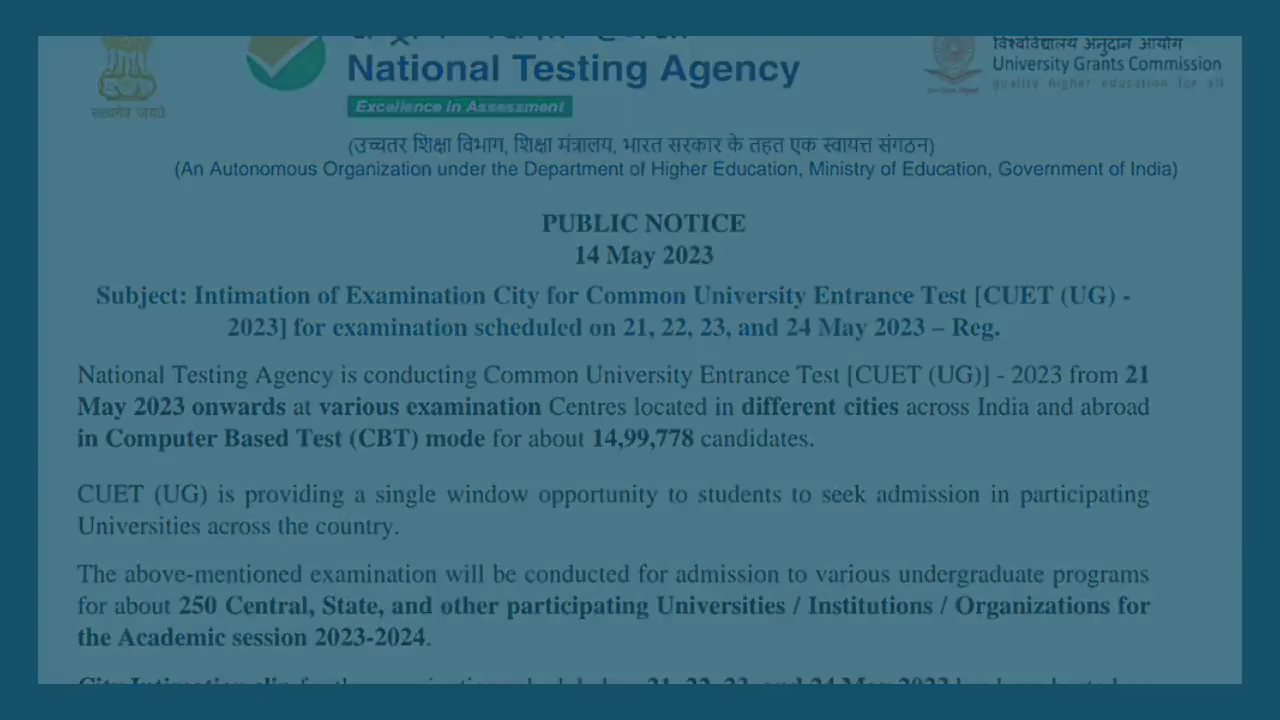 सत्यमेव जयते
National Testing Agency
Excellence in Assessment
विश्वविद्यालय अनुदान आयोग
University Grants Commission
quality higher education for all
(उच्चतर शिक्षा विभाग, शिक्षा मंत्रालय, भारत सरकार के तहत एक स्वायत्त संगठन)
(An Autonomous Organization under the Department of Higher Education, Ministry of Education, Government of India)
PUBLIC NOTICE
14 May 2023
Subject: Intimation of Examination City for Common University Entrance Test [CUET (UG) -
2023] for examination scheduled on 21, 22, 23, and 24 May 2023 – Reg.
National Testing Agency is conducting Common University Entrance Test [CUET (UG)] - 2023 from 21
May 2023 onwards at various examination Centres located in different cities across India and abroad
in Computer Based Test (CBT) mode for about 14,99,778 candidates.
CUET (UG) is providing a single window opportunity to students to seek admission in participating
Universities across the country.
The above-mentioned examination will be conducted for admission to various undergraduate programs
for about 250 Central, State, and other participating Universities / Institutions / Organizations for
the Academic session 2023-2024.